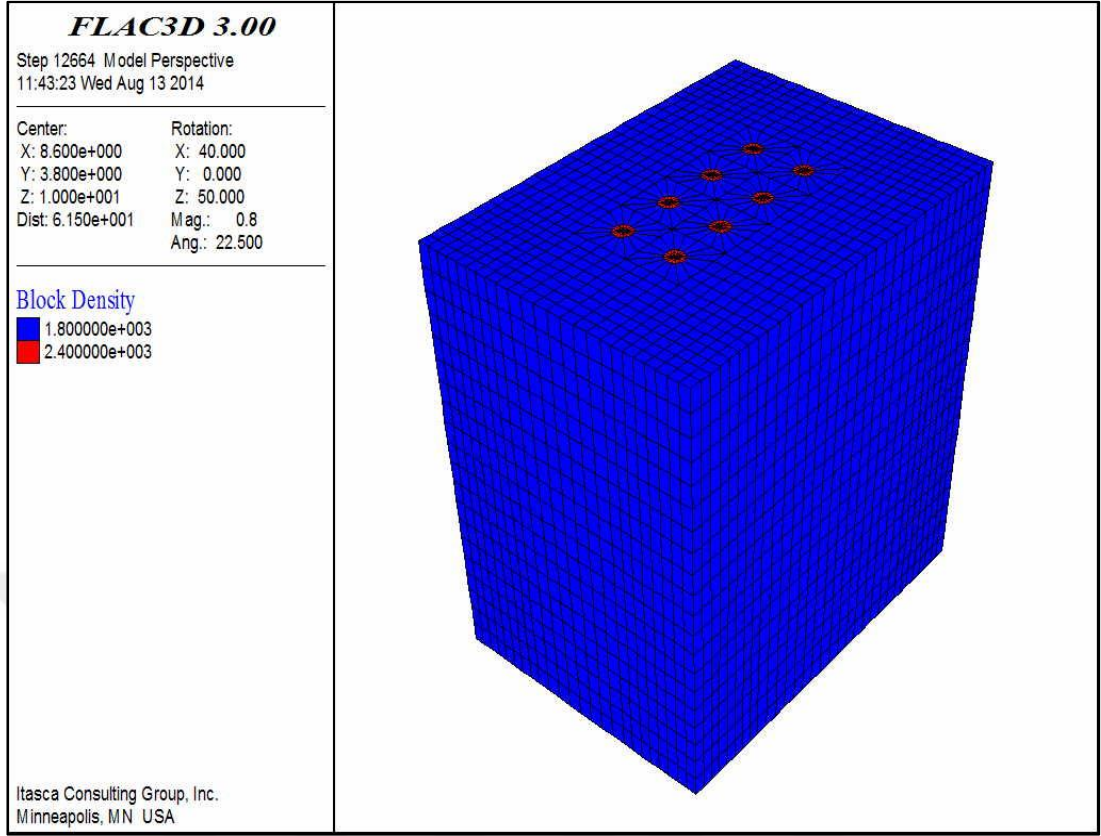 FLAC3D 3.00
Step 12664 Model Perspective
11:43:23 Wed Aug 13 2014
Center:
X: 8.600e+000
Y: 3.800e+000
Z: 1.000e+001
Dist: 6.150e+001
Rotation:
X: 40.000
Y: 0.000
Z: 50.000
Mag.: 0.8
Ang.: 22.500
Block Density
1.800000e+003
2.400000e+003
Itasca Consulting Group, Inc.
Minneapolis, MN USA